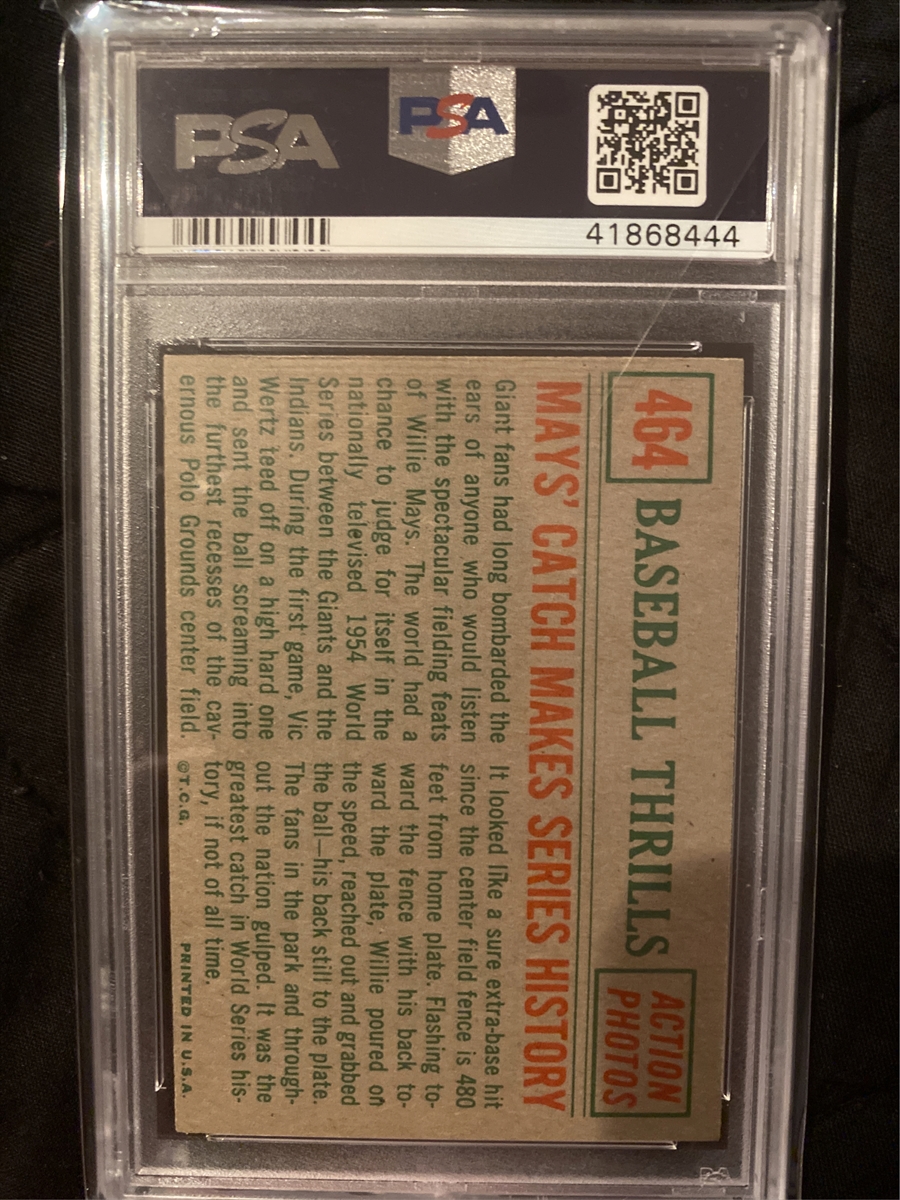 PSA
PSA
41868444
464
BASEBALL THRILLS
ACTION
PHOTOS
MAYS' CATCH MAKES SERIES HISTORY
Giant fans had long bombarded the
ears of anyone who would listen
with the spectacular fielding feats
of Willie Mays. The world had a
chance to judge for itself in the
nationally televised 1954 World
Series between the Giants and the
Indians. During the first game, Vic
Wertz teed off on a high hard one
and sent the ball screaming into
the furthest recesses of the cav-
ernous Polo Grounds center field.
It looked like a sure extra-base hit
since the center field fence is 480
feet from home plate. Flashing to-
ward the fence with his back to-
ward the plate, Willie poured on
the speed, reached out and grabbed
the ball—his back still to the plate.
The fans in the park and through-
out the nation gulped. It was the
greatest catch in World Series his-
tory, if not of all time.
©T.C.G.
PRINTED IN U.S.A.